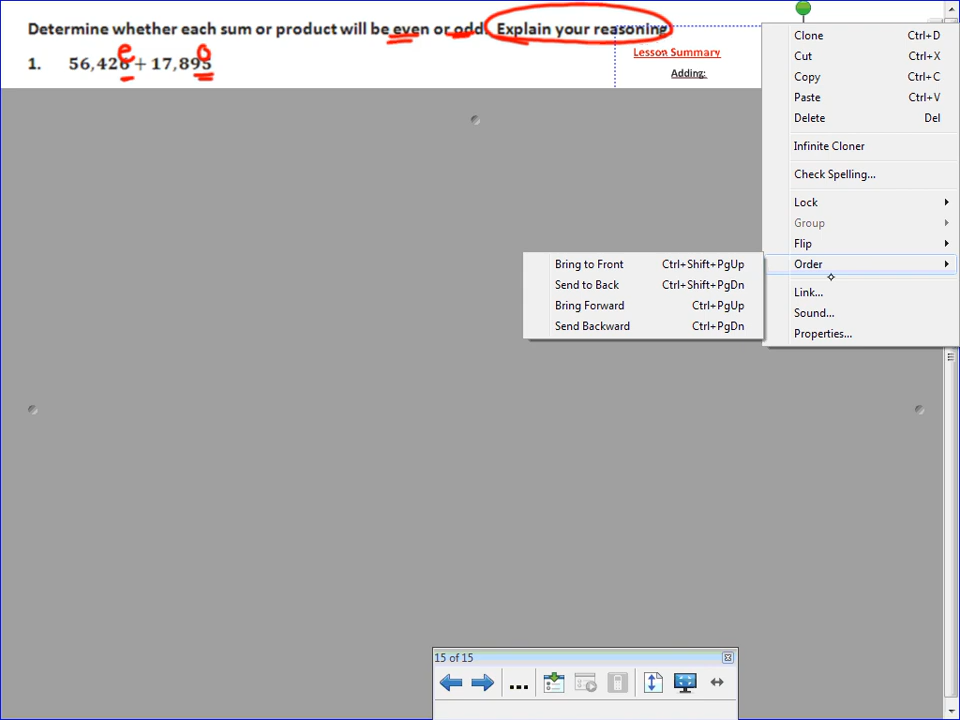 Determine whether each sum or product will be even or odd. Explain your reasoning
e o
1. 56,426 + 17,895
Lesson Summary
Adding:
Clone Ctrl+D
Cut Ctrl+X
Copy Ctrl+C
Paste Ctrl+V
Delete Del
Infinite Cloner
Check Spelling...
Lock
Group
Flip
Order
Link...
Sound...
Properties...
Bring to Front Ctrl+Shift+PgUp
Send to Back Ctrl+Shift+PgDn
Bring Forward Ctrl+PgUp
Send Backward Ctrl+PgDn
15 of 15